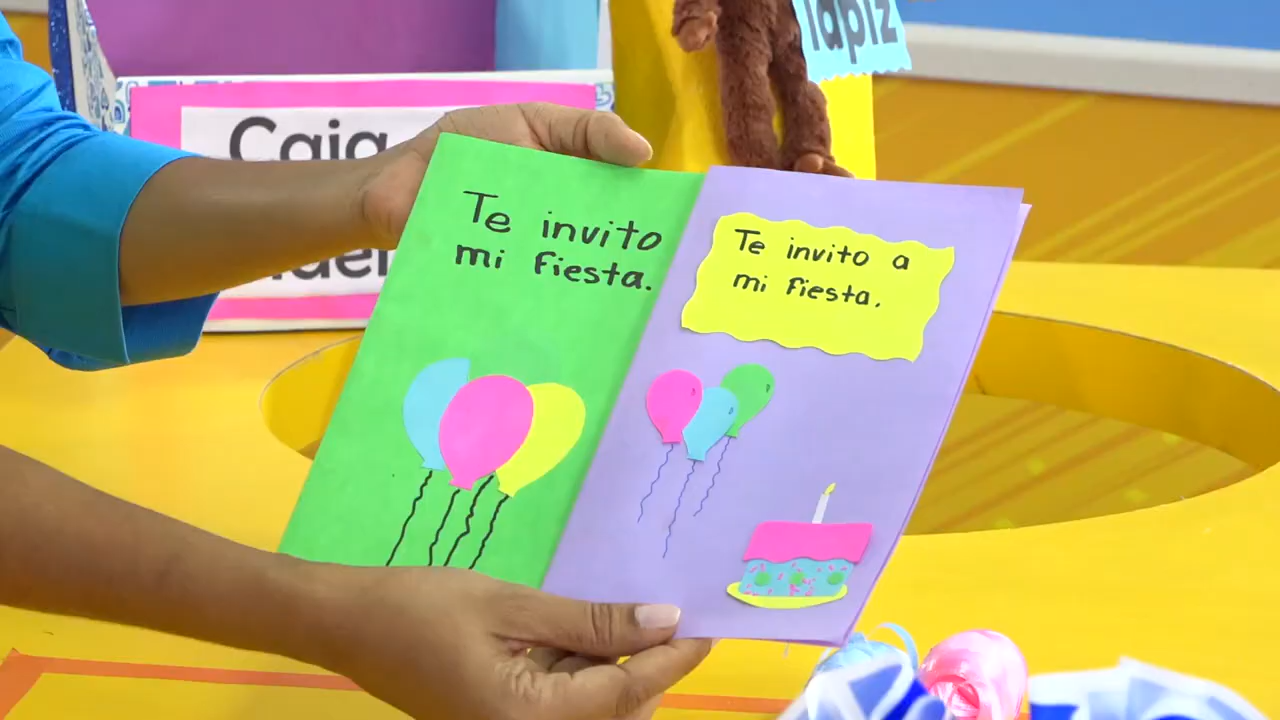 lápiz
Caja
Te invito
mi fiesta.
Te invito a
mi fiesta.